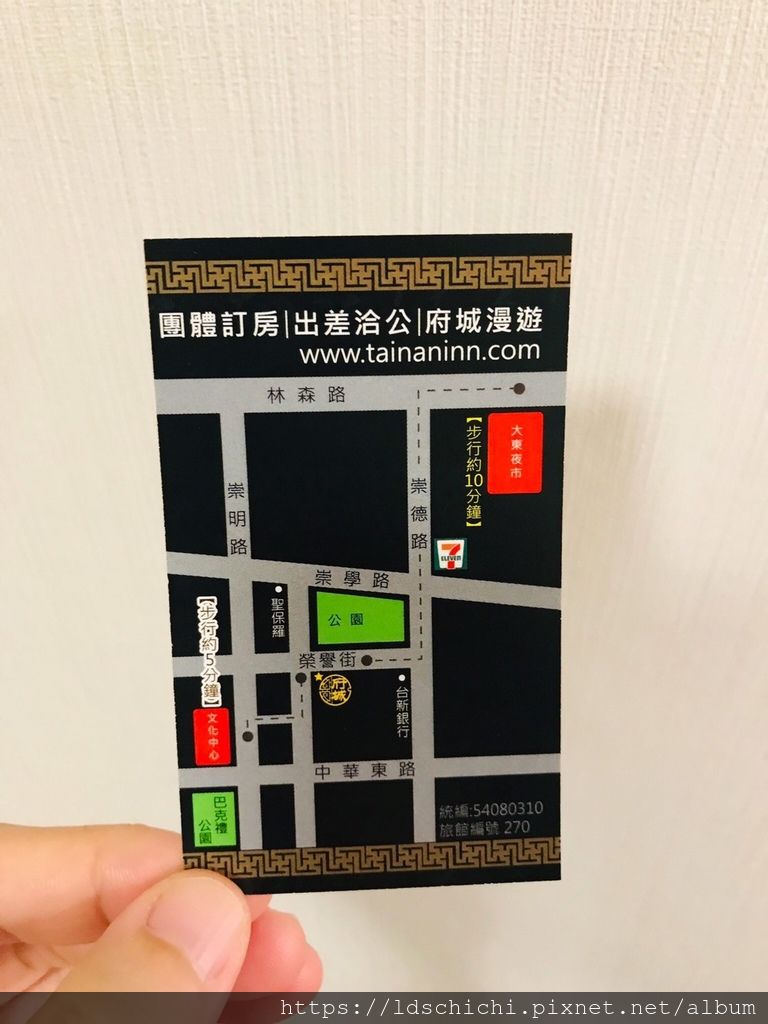 團體訂房|出差洽公|府城漫遊
www.tainaninn.com
林森路
大東夜市
【步行約10分鐘】
崇明路
崇德路
7
ELEVEN
崇學路
聖保羅
公園
【步行約5分鐘】
榮譽街
府城
台新銀行
文化中心
中華東路
巴克禮
公園
統編:54080310
旅館編號 270
https://ldschichi.pixnet.net/album